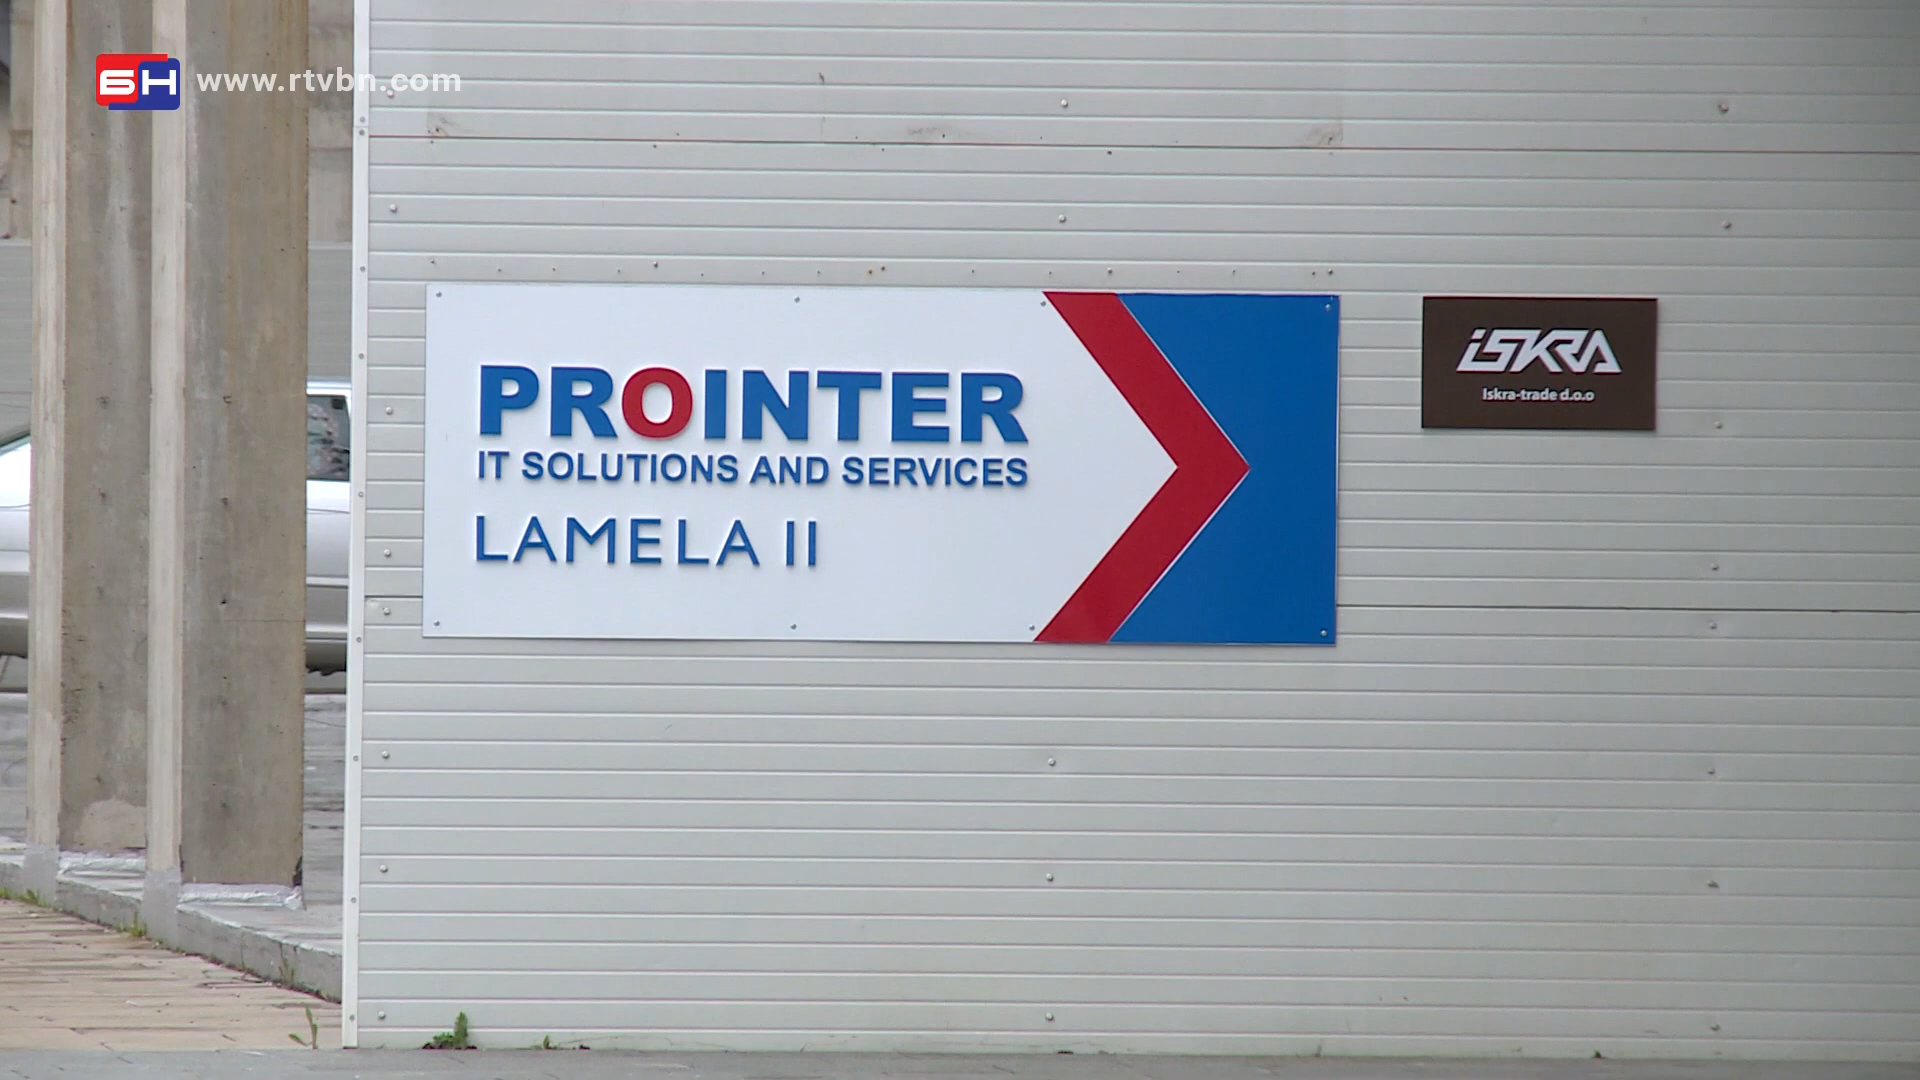 БН www.rtvbn.com
PROINTER
IT SOLUTIONS AND SERVICES
LAMELA II
iSKRA
Iskra-trade d.o.o